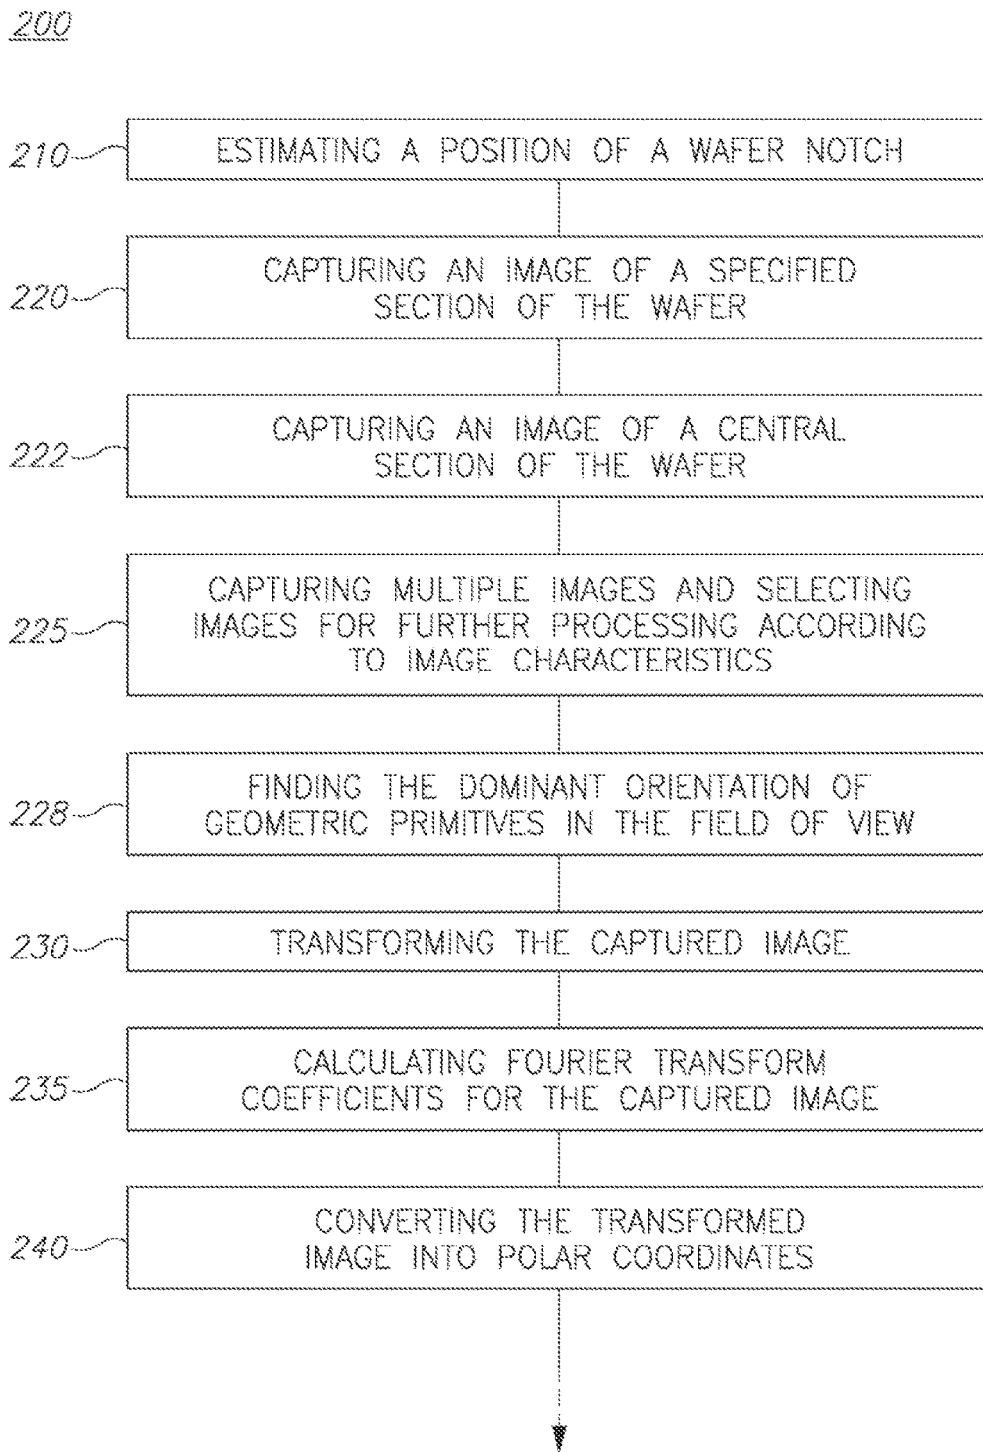 200
210 ESTIMATING A POSITION OF A WAFER NOTCH
220 CAPTURING AN IMAGE OF A SPECIFIED
SECTION OF THE WAFER
222 CAPTURING AN IMAGE OF A CENTRAL
SECTION OF THE WAFER
225 CAPTURING MULTIPLE IMAGES AND SELECTING
IMAGES FOR FURTHER PROCESSING ACCORDING
TO IMAGE CHARACTERISTICS
228 FINDING THE DOMINANT ORIENTATION OF
GEOMETRIC PRIMITIVES IN THE FIELD OF VIEW
230 TRANSFORMING THE CAPTURED IMAGE
235 CALCULATING FOURIER TRANSFORM
COEFFICIENTS FOR THE CAPTURED IMAGE
240 CONVERTING THE TRANSFORMED
IMAGE INTO POLAR COORDINATES